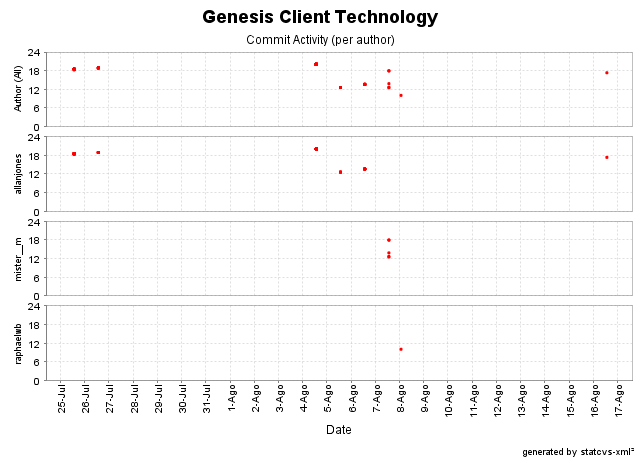 Genesis Client Technology
Commit Activity (per author)
Author (All)
24
18
12
6
0
allanjones
24
18
12
6
0
mister__m
24
18
12
6
0
raphaelwb
24
18
12
6
0
25-Jul 26-Jul 27-Jul 28-Jul 29-Jul 30-Jul 31-Jul 1-Ago 2-Ago 3-Ago 4-Ago 5-Ago 6-Ago 7-Ago 8-Ago 9-Ago 10-Ago 11-Ago 12-Ago 13-Ago 14-Ago 15-Ago 16-Ago 17-Ago
Date
generated by statcvs-xml²